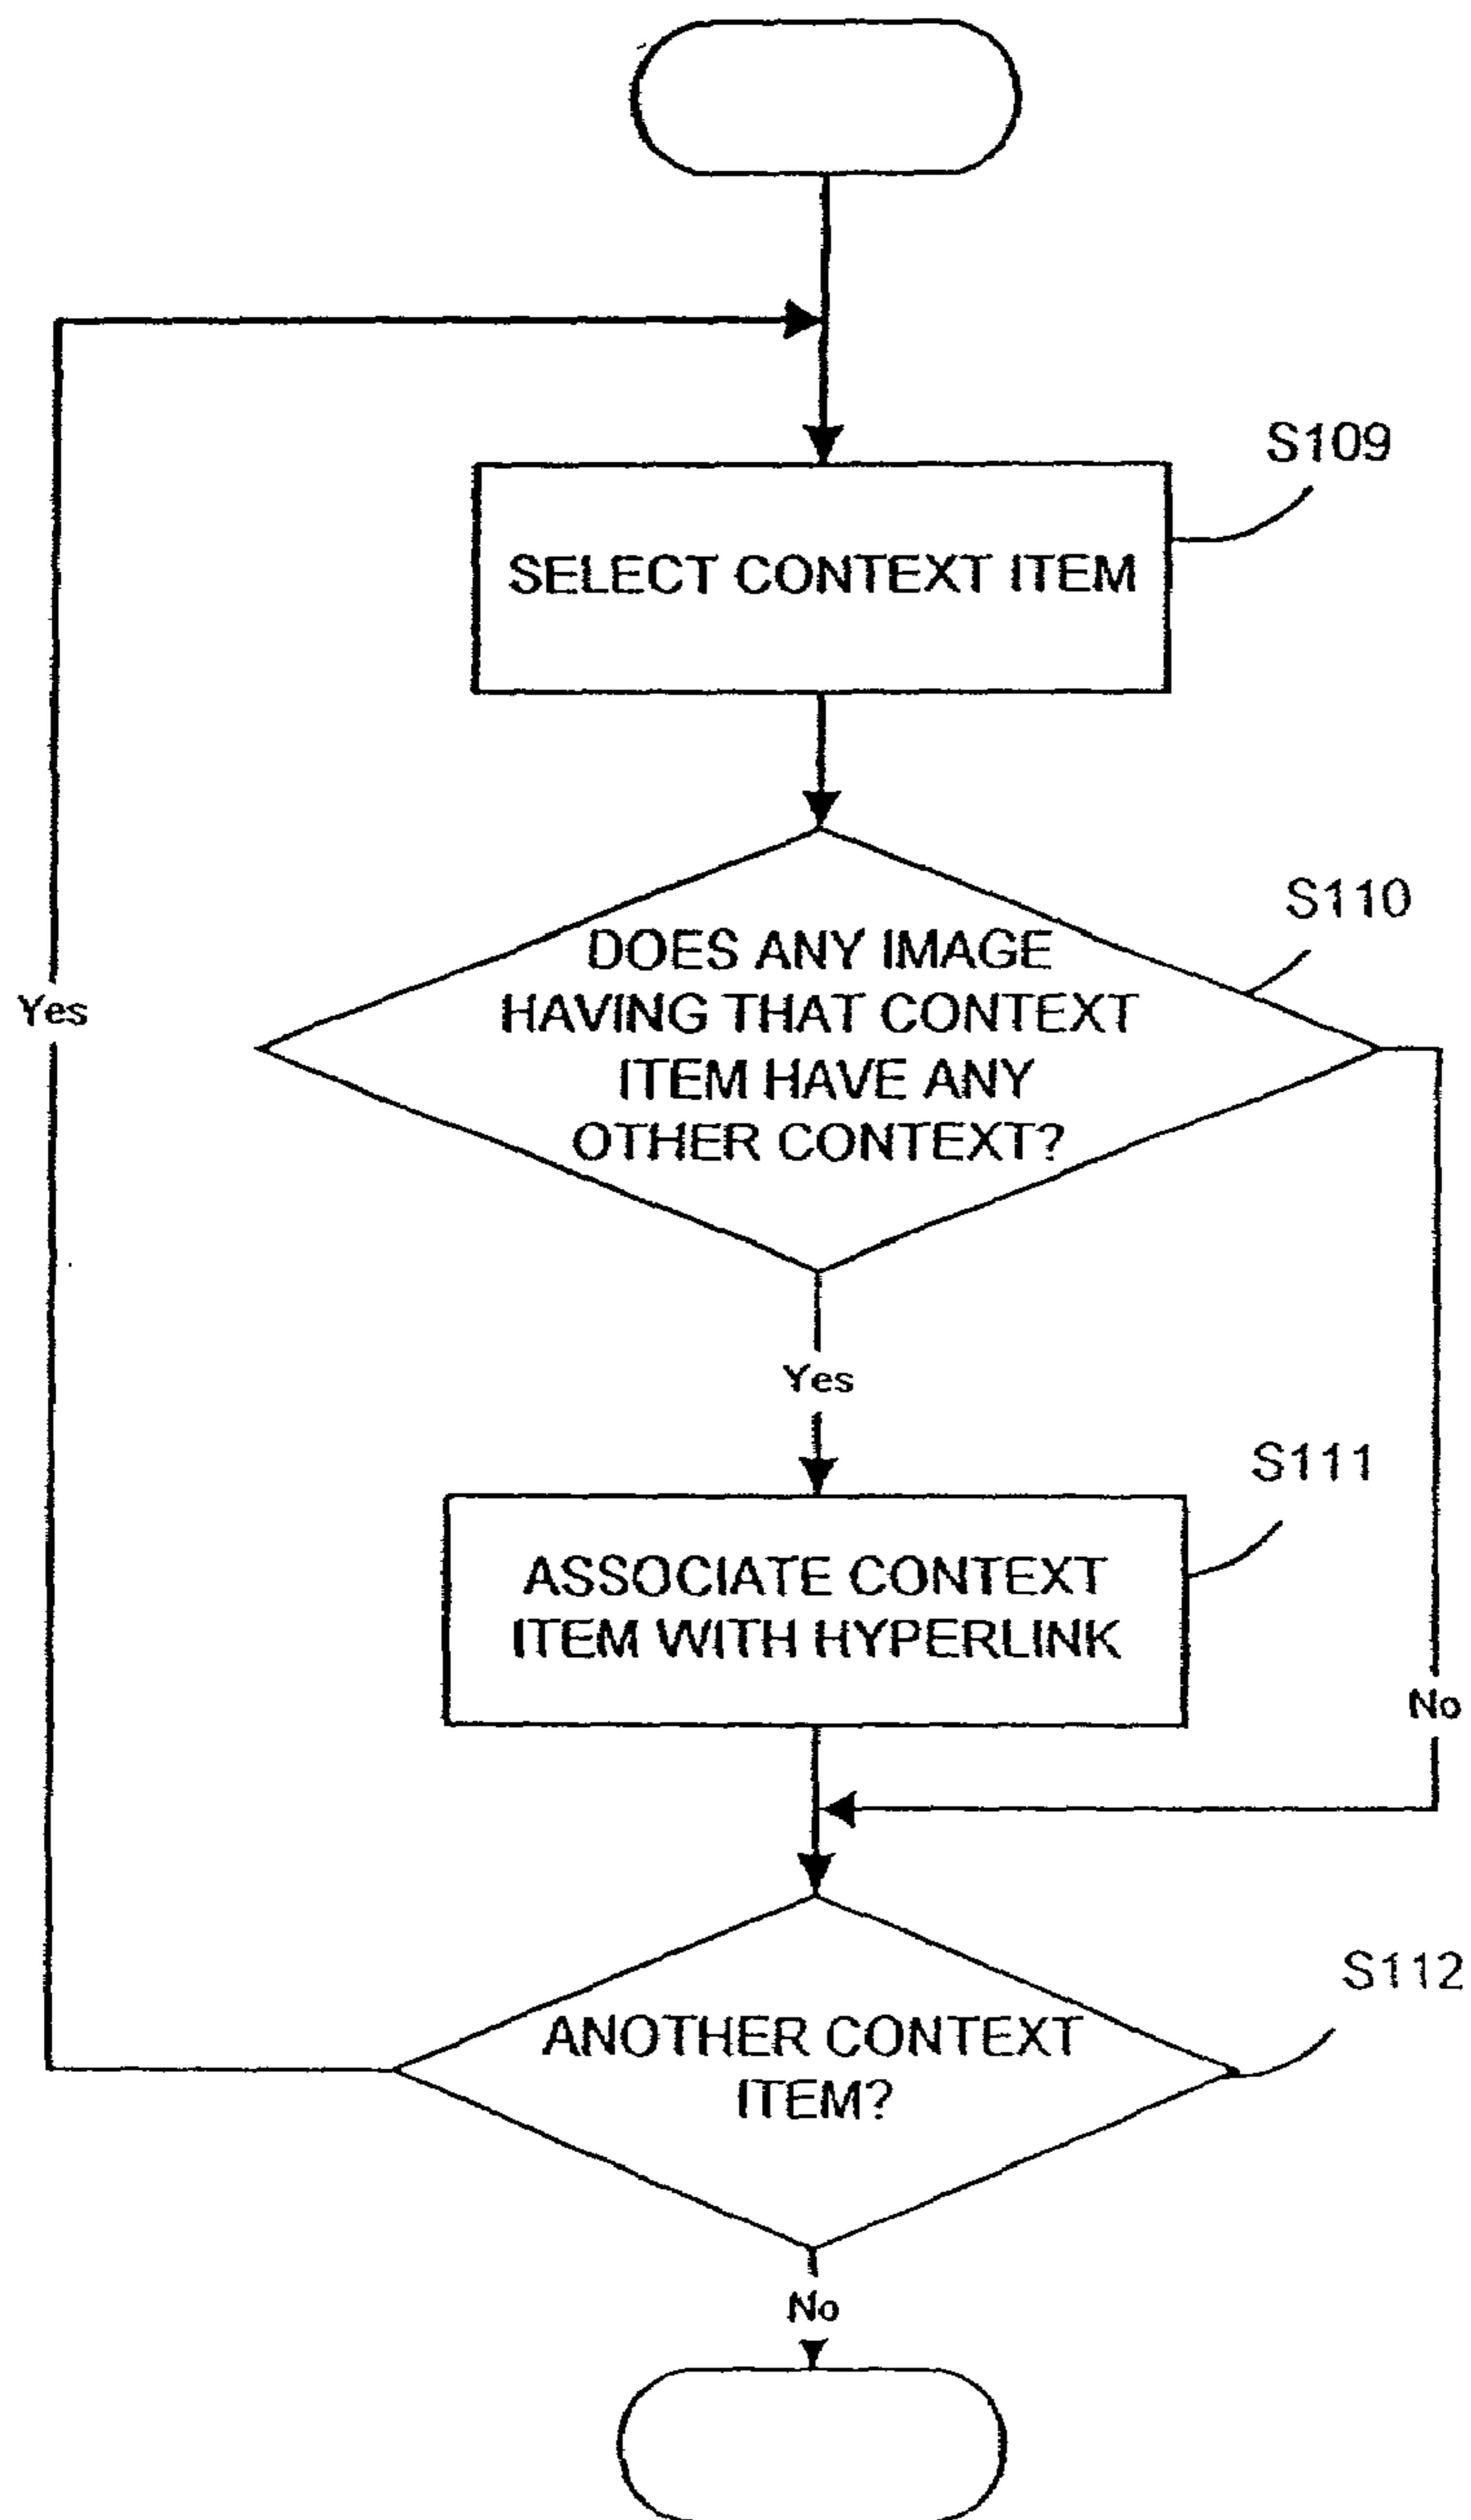 S109
SELECT CONTEXT ITEM
S110
DOES ANY IMAGE
HAVING THAT CONTEXT
ITEM HAVE ANY
OTHER CONTEXT?
Yes
Yes
S111
ASSOCIATE CONTEXT
ITEM WITH HYPERLINK
No
S112
ANOTHER CONTEXT
ITEM?
No